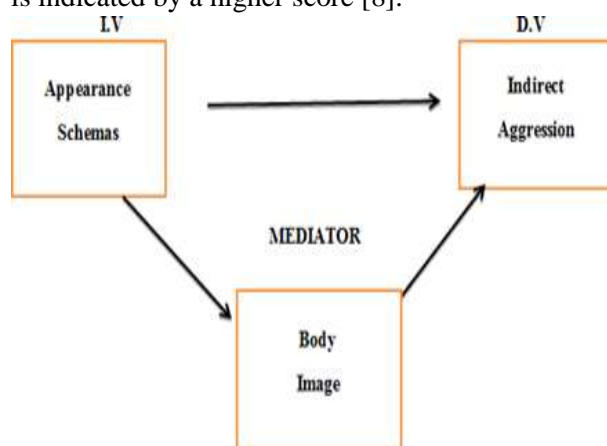 is indicated by a higher score [8].
I.V
D.V
Appearance
Schemas
Indirect
Aggression
MEDIATOR
Body
Image